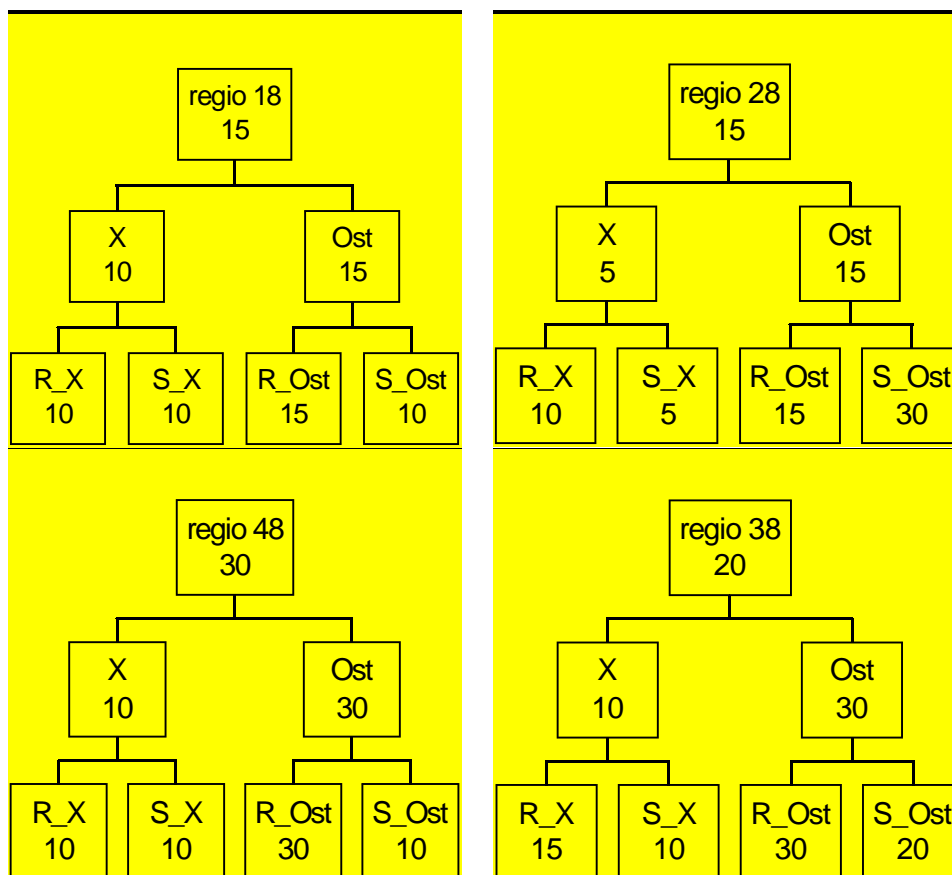 regio 18
15
X
10
Ost
15
R_X
10
S_X
10
R_Ost
15
S_Ost
10
regio 28
15
X
5
Ost
15
R_X
10
S_X
5
R_Ost
15
S_Ost
30
regio 48
30
X
10
Ost
30
R_X
10
S_X
10
R_Ost
30
S_Ost
10
regio 38
20
X
10
Ost
30
R_X
15
S_X
10
R_Ost
30
S_Ost
20